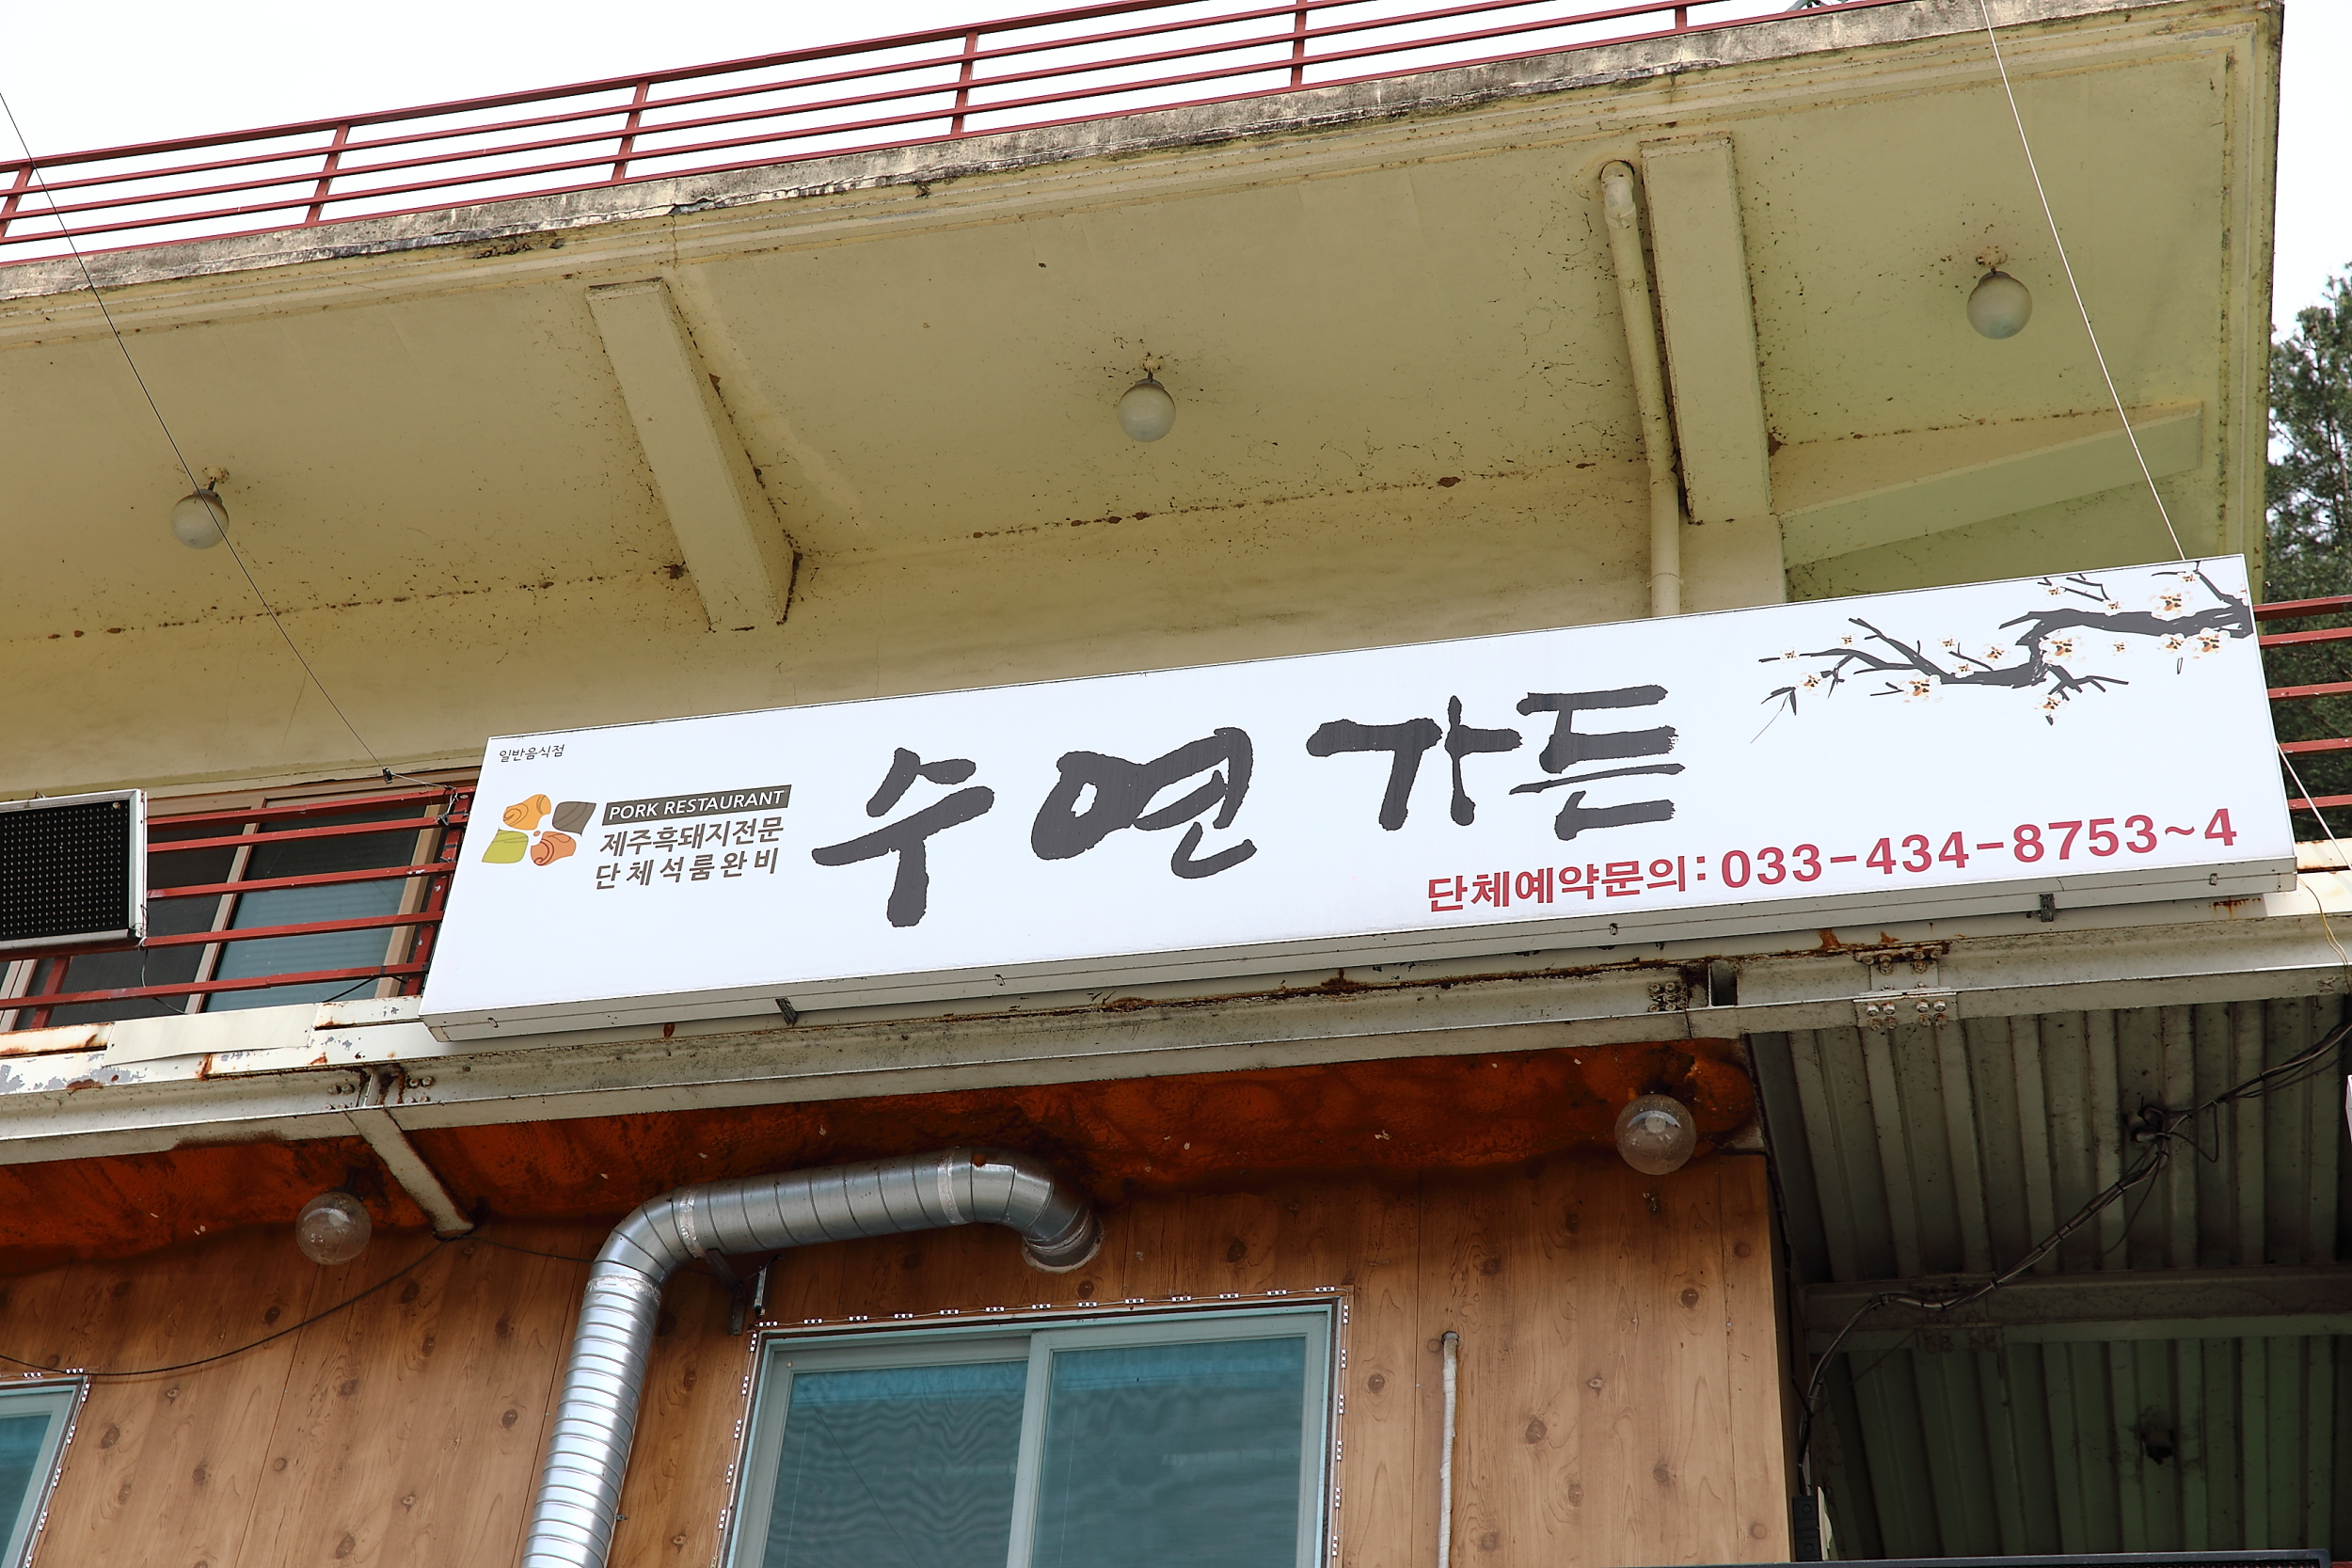 일반음식점
PORK RESTAURANT
제주흑돼지전문
단체석룸완비
수연가든
단체예약문의:033-434-8753~4